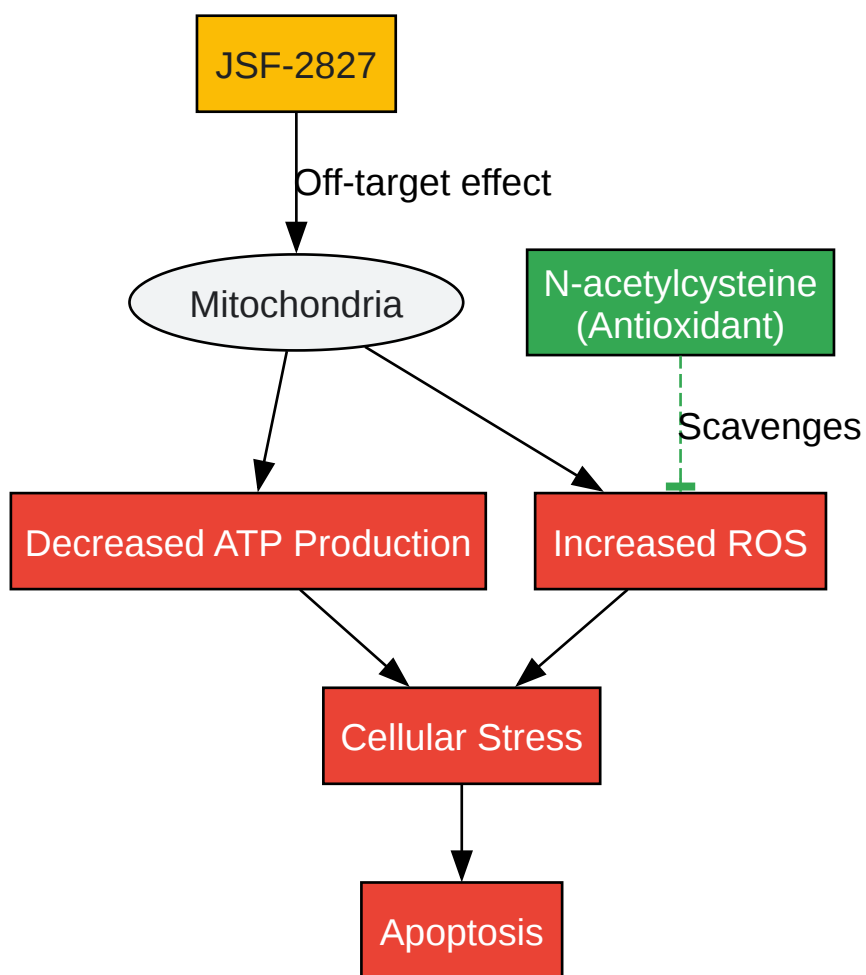 JSF-2827
Off-target effect
Mitochondria
N-acetylcysteine
(Antioxidant)
Scavenges
Decreased ATP Production
Increased ROS
Cellular Stress
Apoptosis